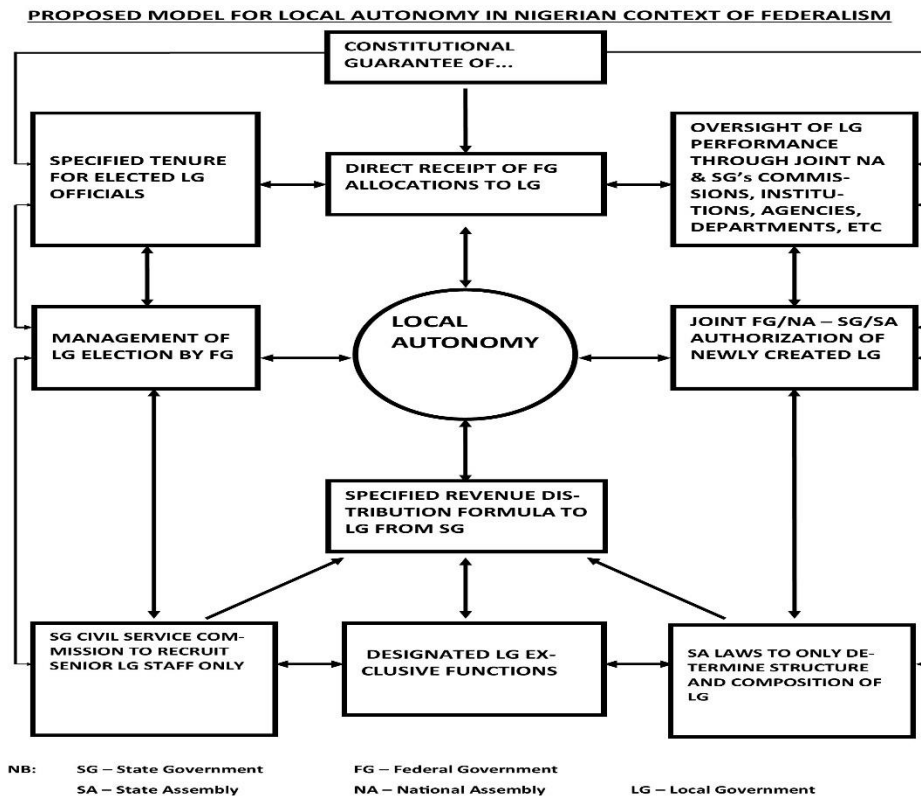 PROPOSED MODEL FOR LOCAL AUTONOMY IN NIGERIAN CONTEXT OF FEDERALISM
CONSTITUTIONAL
GUARANTEE OF...
SPECIFIED TENURE
FOR ELECTED LG
OFFICIALS
DIRECT RECEIPT OF FG
ALLOCATIONS TO LG
OVERSIGHT OF LG
PERFORMANCE
THROUGH JOINT NA
& SG's COMMIS-
SIONS, INSTITU-
TIONS, AGENCIES,
DEPARTMENTS, ETC
MANAGEMENT OF
LG ELECTION BY FG
LOCAL
AUTONOMY
JOINT FG/NA – SG/SA
AUTHORIZATION OF
NEWLY CREATED LG
SPECIFIED REVENUE DIS-
TRIBUTION FORMULA TO
LG FROM SG
SG CIVIL SERVICE COM-
MISSION TO RECRUIT
SENIOR LG STAFF ONLY
DESIGNATED LG EX-
CLUSIVE FUNCTIONS
SA LAWS TO ONLY DE-
TERMINE STRUCTURE
AND COMPOSITION OF
LG
NB: SG – State Government FG – Federal Government
SA – State Assembly NA – National Assembly LG – Local Government